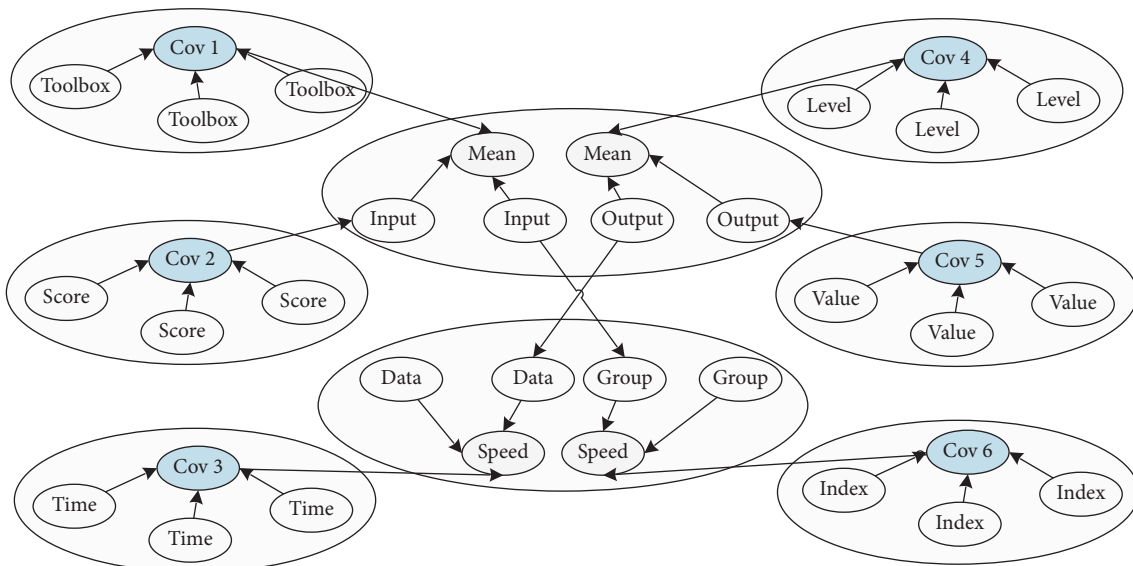 Cov 1
Toolbox
Toolbox
Toolbox
Cov 4
Level
Level
Level
Mean
Mean
Input
Input
Output
Output
Cov 2
Score
Score
Score
Cov 5
Value
Value
Value
Data
Data
Group
Group
Speed
Speed
Cov 3
Time
Time
Time
Cov 6
Index
Index
Index